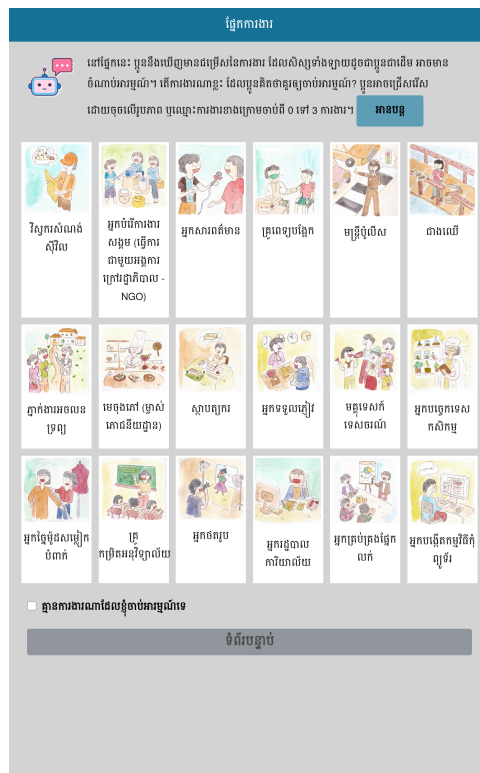 ផ្នែកការងារ
នៅផ្នែកនេះ ប្អូននឹងឃើញមានជម្រើសនៃការងារ ដែលសិស្សទាំងឡាយដូចជាប្អូនជាដើម អាចមាន
ចំណាប់អារម្មណ៍។ តើការងារណាខ្លះ ដែលប្អូនគិតថាគួរឲ្យចាប់អារម្មណ៍? ប្អូនអាចជ្រើសរើស
ដោយចុចលើរូបភាព ឬឈ្មោះការងារខាងក្រោមចាប់ពី 0 ទៅ 3 ការងារ។ អានបន្ត
វិស្វករសំណង់
ស៊ីវិល
អ្នកបំរើការងារ
សង្គម (ធ្វើការ
ជាមួយអង្គការ
ក្រៅរដ្ឋាភិបាល -
NGO)
អ្នកសារពត៌មាន
គ្រូពេទ្យបង្អែក
មន្ត្រីប៉ូលីស
ជាងឈើ
ភ្នាក់ងារអចលន
ទ្រព្យ
មេចុងភៅ (ម្ចាស់
ភោជនីយដ្ឋាន)
ស្ថាបត្យករ
អ្នកទទួលភ្ញៀវ
មគ្គុទេសក៍
ទេសចរណ៍
អ្នកបច្ចេកទេស
កសិកម្ម
អ្នកច្នៃម៉ូដសម្លៀក
បំពាក់
គ្រូ
កម្រិតអនុវិទ្យាល័យ
អ្នកថតរូប
អ្នករដ្ឋបាល
ការិយាល័យ
អ្នកគ្រប់គ្រងផ្នែក
លក់
អ្នកបង្កើតកម្មវិធីកុំ
ព្យូទ័រ
គ្មានការងារណាដែលខ្ញុំចាប់អារម្មណ៍ទេ
ទំព័របន្ទាប់